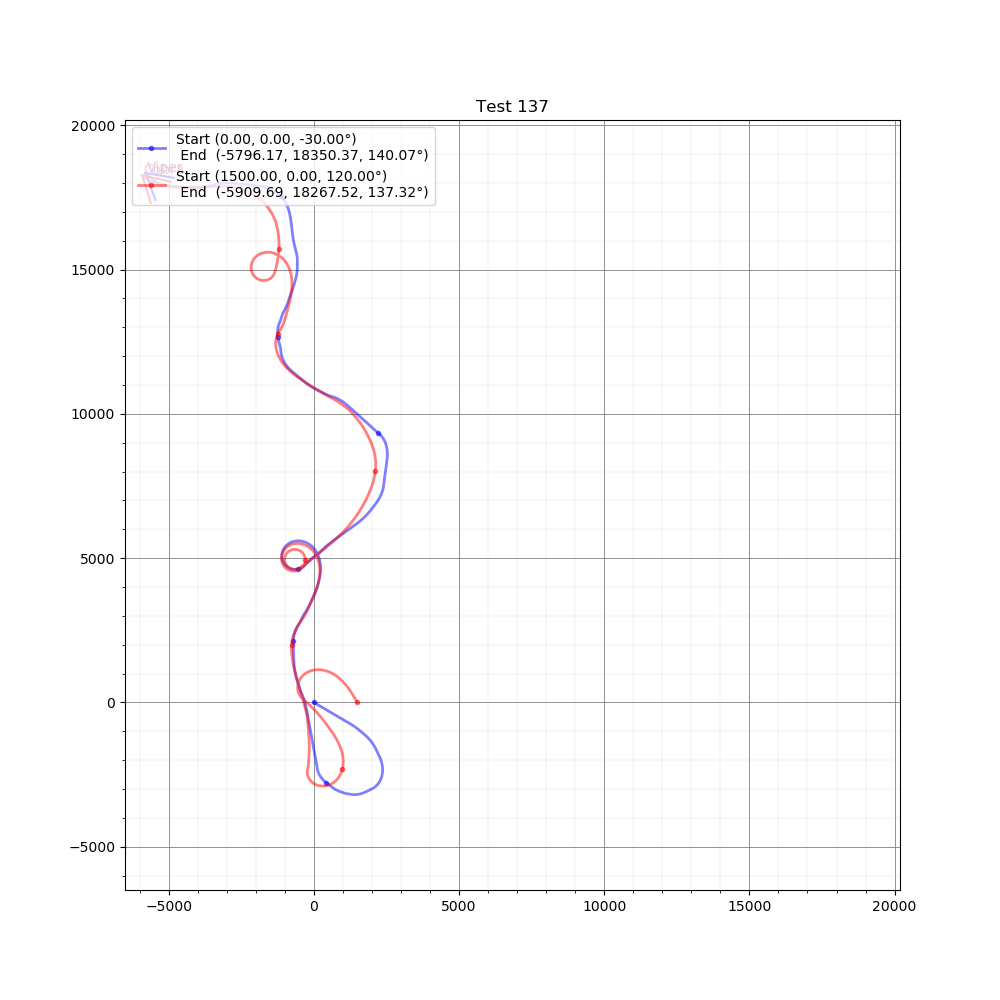 Test 137
20000
15000
10000
5000
0
−5000
Start (0.00, 0.00, -30.00°)
End (-5796.17, 18350.37, 140.07°)
Start (1500.00, 0.00, 120.00°)
End (-5909.69, 18267.52, 137.32°)
Viper
−5000
0
5000
10000
15000
20000